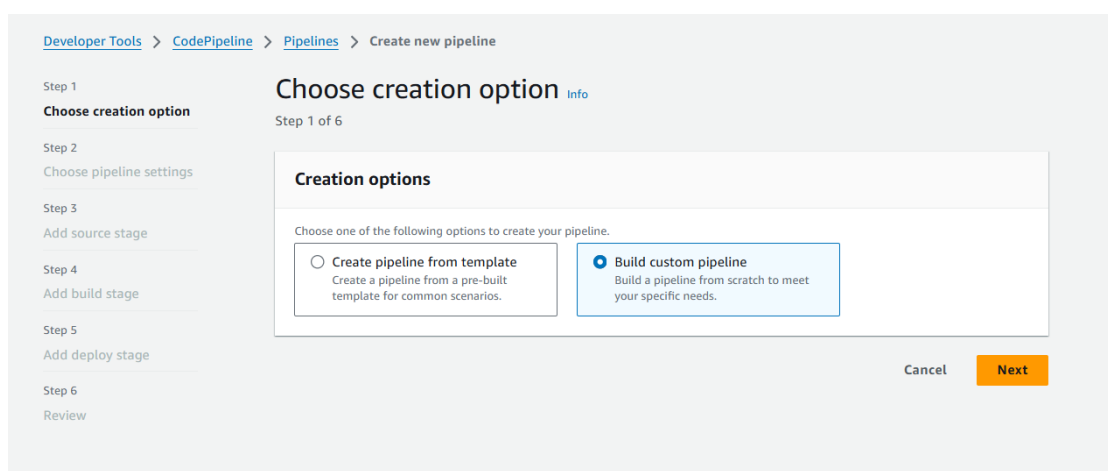 Developer Tools > CodePipeline > Pipelines > Create new pipeline
Step 1
Choose creation option
Step 2
Choose pipeline settings
Step 3
Add source stage
Step 4
Add build stage
Step 5
Add deploy stage
Step 6
Review
Choose creation option Info
Step 1 of 6
Creation options
Choose one of the following options to create your pipeline.
Create pipeline from template
Create a pipeline from a pre-built
template for common scenarios.
Build custom pipeline
Build a pipeline from scratch to meet
your specific needs.
Cancel
Next